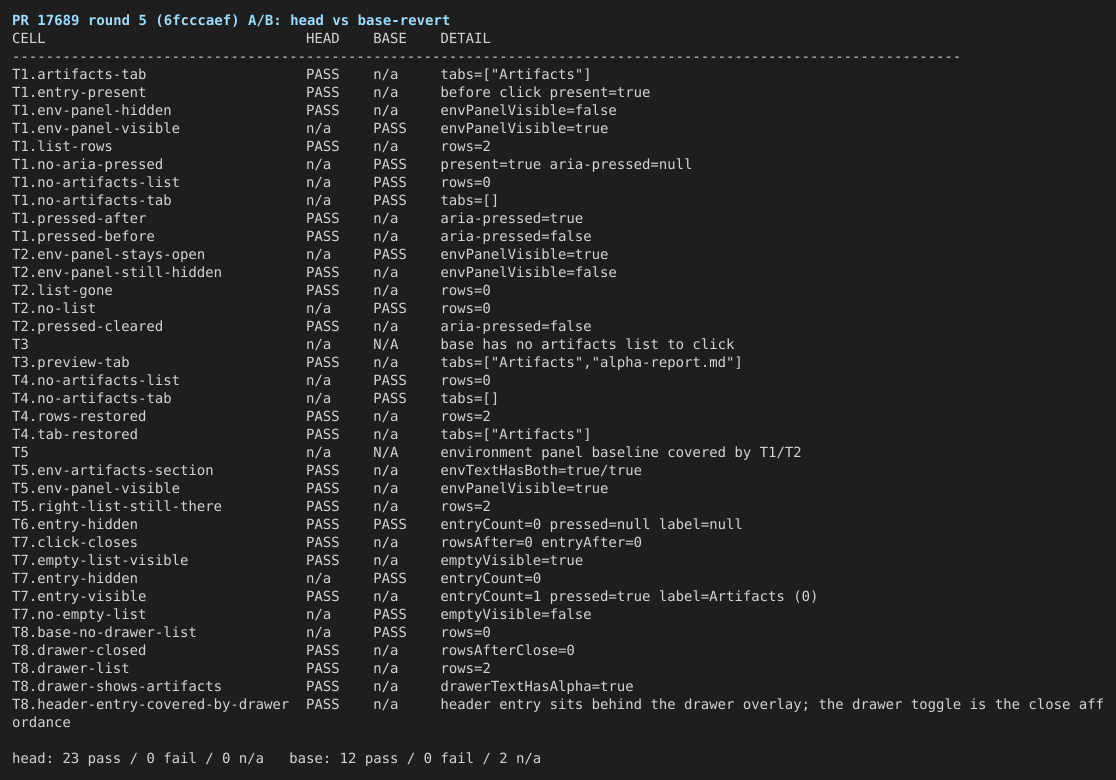 PR 17689 round 5 (6fcccaef) A/B: head vs base-revert
CELL HEAD BASE DETAIL
-----------------------------------------------------------------------------------------------------------------
T1.artifacts-tab PASS n/a tabs=["Artifacts"]
T1.entry-present PASS n/a before click present=true
T1.env-panel-hidden PASS n/a envPanelVisible=false
T1.env-panel-visible n/a PASS envPanelVisible=true
T1.list-rows PASS n/a rows=2
T1.no-aria-pressed n/a PASS present=true aria-pressed=null
T1.no-artifacts-list n/a PASS rows=0
T1.no-artifacts-tab n/a PASS tabs=[]
T1.pressed-after PASS n/a aria-pressed=true
T1.pressed-before PASS n/a aria-pressed=false
T2.env-panel-stays-open n/a PASS envPanelVisible=true
T2.env-panel-still-hidden PASS n/a envPanelVisible=false
T2.list-gone PASS n/a rows=0
T2.no-list n/a PASS rows=0
T2.pressed-cleared PASS n/a aria-pressed=false
T3 n/a N/A base has no artifacts list to click
T3.preview-tab PASS n/a tabs=["Artifacts","alpha-report.md"]
T4.no-artifacts-list n/a PASS rows=0
T4.no-artifacts-tab n/a PASS tabs=[]
T4.rows-restored PASS n/a rows=2
T4.tab-restored PASS n/a tabs=["Artifacts"]
T5 n/a N/A environment panel baseline covered by T1/T2
T5.env-artifacts-section PASS n/a envTextHasBoth=true/true
T5.env-panel-visible PASS n/a envPanelVisible=true
T5.right-list-still-there PASS n/a rows=2
T6.entry-hidden PASS PASS entryCount=0 pressed=null label=null
T7.click-closes PASS n/a rowsAfter=0 entryAfter=0
T7.empty-list-visible PASS n/a emptyVisible=true
T7.entry-hidden n/a PASS entryCount=0
T7.entry-visible PASS n/a entryCount=1 pressed=true label=Artifacts (0)
T7.no-empty-list n/a PASS emptyVisible=false
T8.base-no-drawer-list n/a PASS rows=0
T8.drawer-closed PASS n/a rowsAfterClose=0
T8.drawer-list PASS n/a rows=2
T8.drawer-shows-artifacts PASS n/a drawerTextHasAlpha=true
T8.header-entry-covered-by-drawer PASS n/a header entry sits behind the drawer overlay; the drawer toggle is the close aff
ordance
head: 23 pass / 0 fail / 0 n/a base: 12 pass / 0 fail / 2 n/a